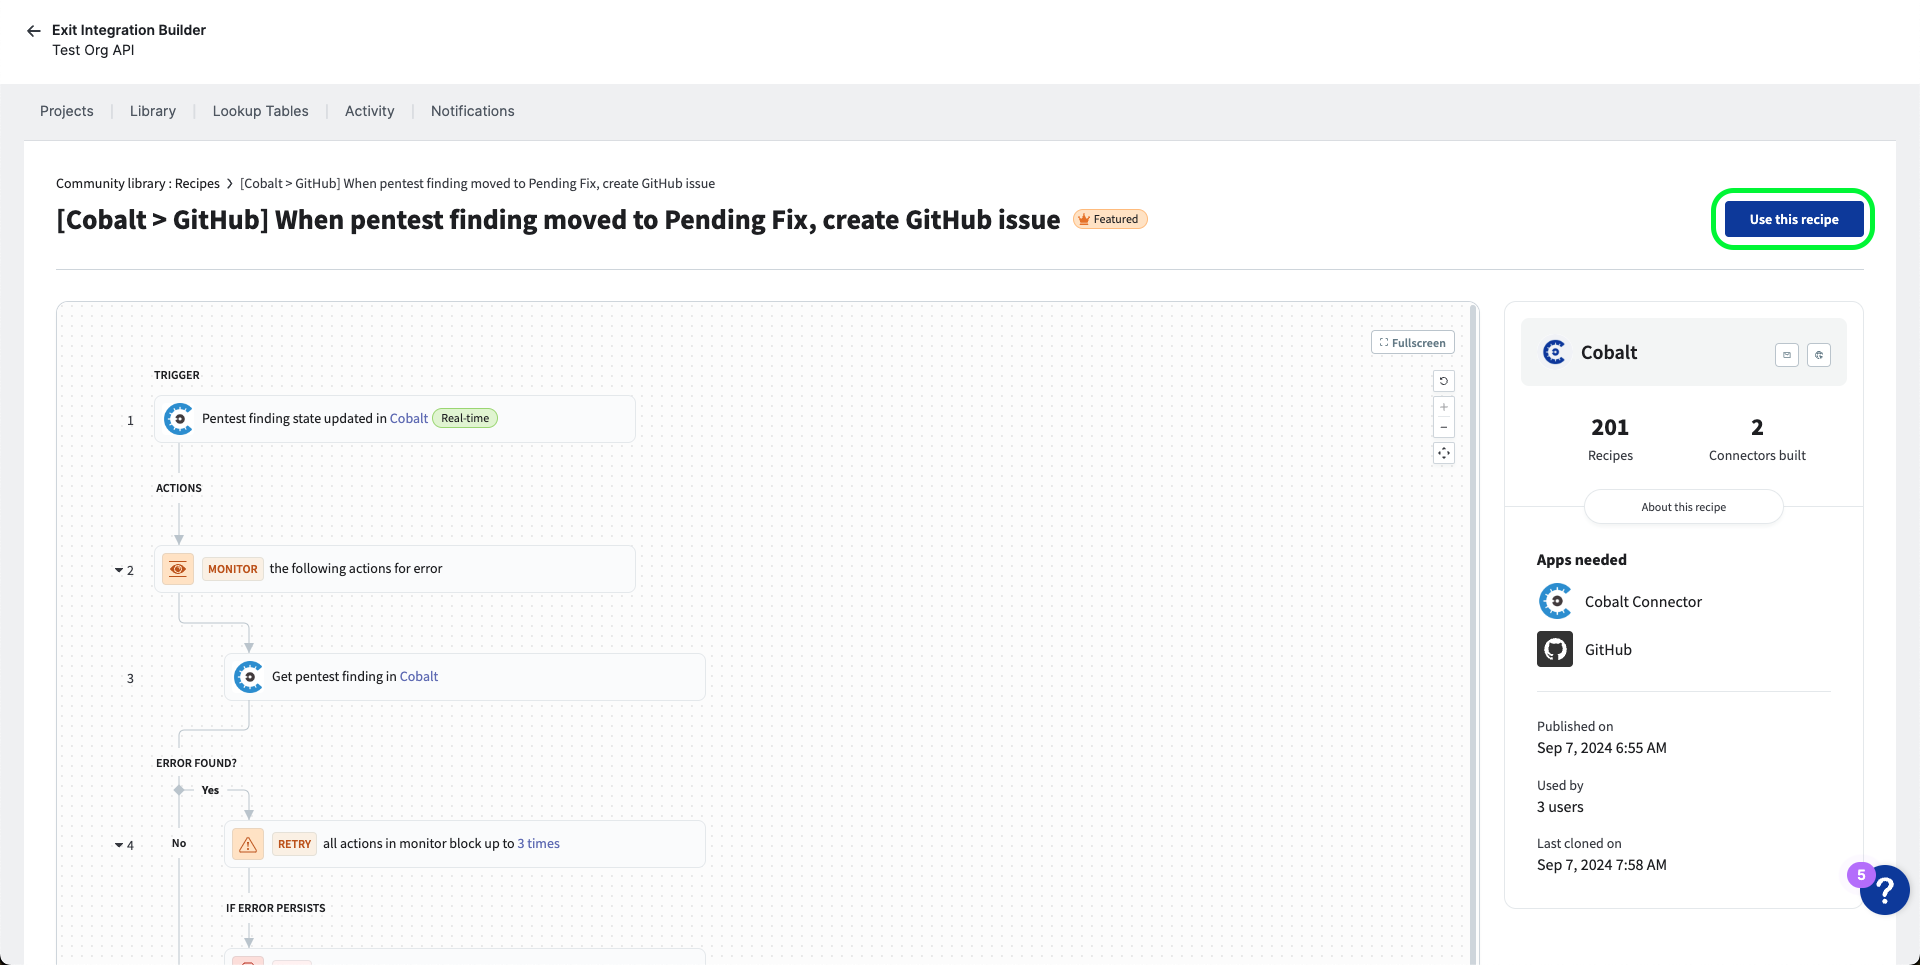 Exit Integration Builder
Test Org API
Projects
Library
Lookup Tables
Activity
Notifications
Community library : Recipes > [Cobalt > GitHub] When pentest finding moved to Pending Fix, create GitHub issue
[Cobalt > GitHub] When pentest finding moved to Pending Fix, create GitHub issue
Featured
Use this recipe
Fullscreen
TRIGGER
1
Pentest finding state updated in Cobalt Real-time
ACTIONS
2
MONITOR the following actions for error
3
Get pentest finding in Cobalt
ERROR FOUND?
Yes
No
4
RETRY all actions in monitor block up to 3 times
IF ERROR PERSISTS
Cobalt
201
Recipes
2
Connectors built
About this recipe
Apps needed
Cobalt Connector
GitHub
Published on
Sep 7, 2024 6:55 AM
Used by
3 users
Last cloned on
Sep 7, 2024 7:58 AM
5
?